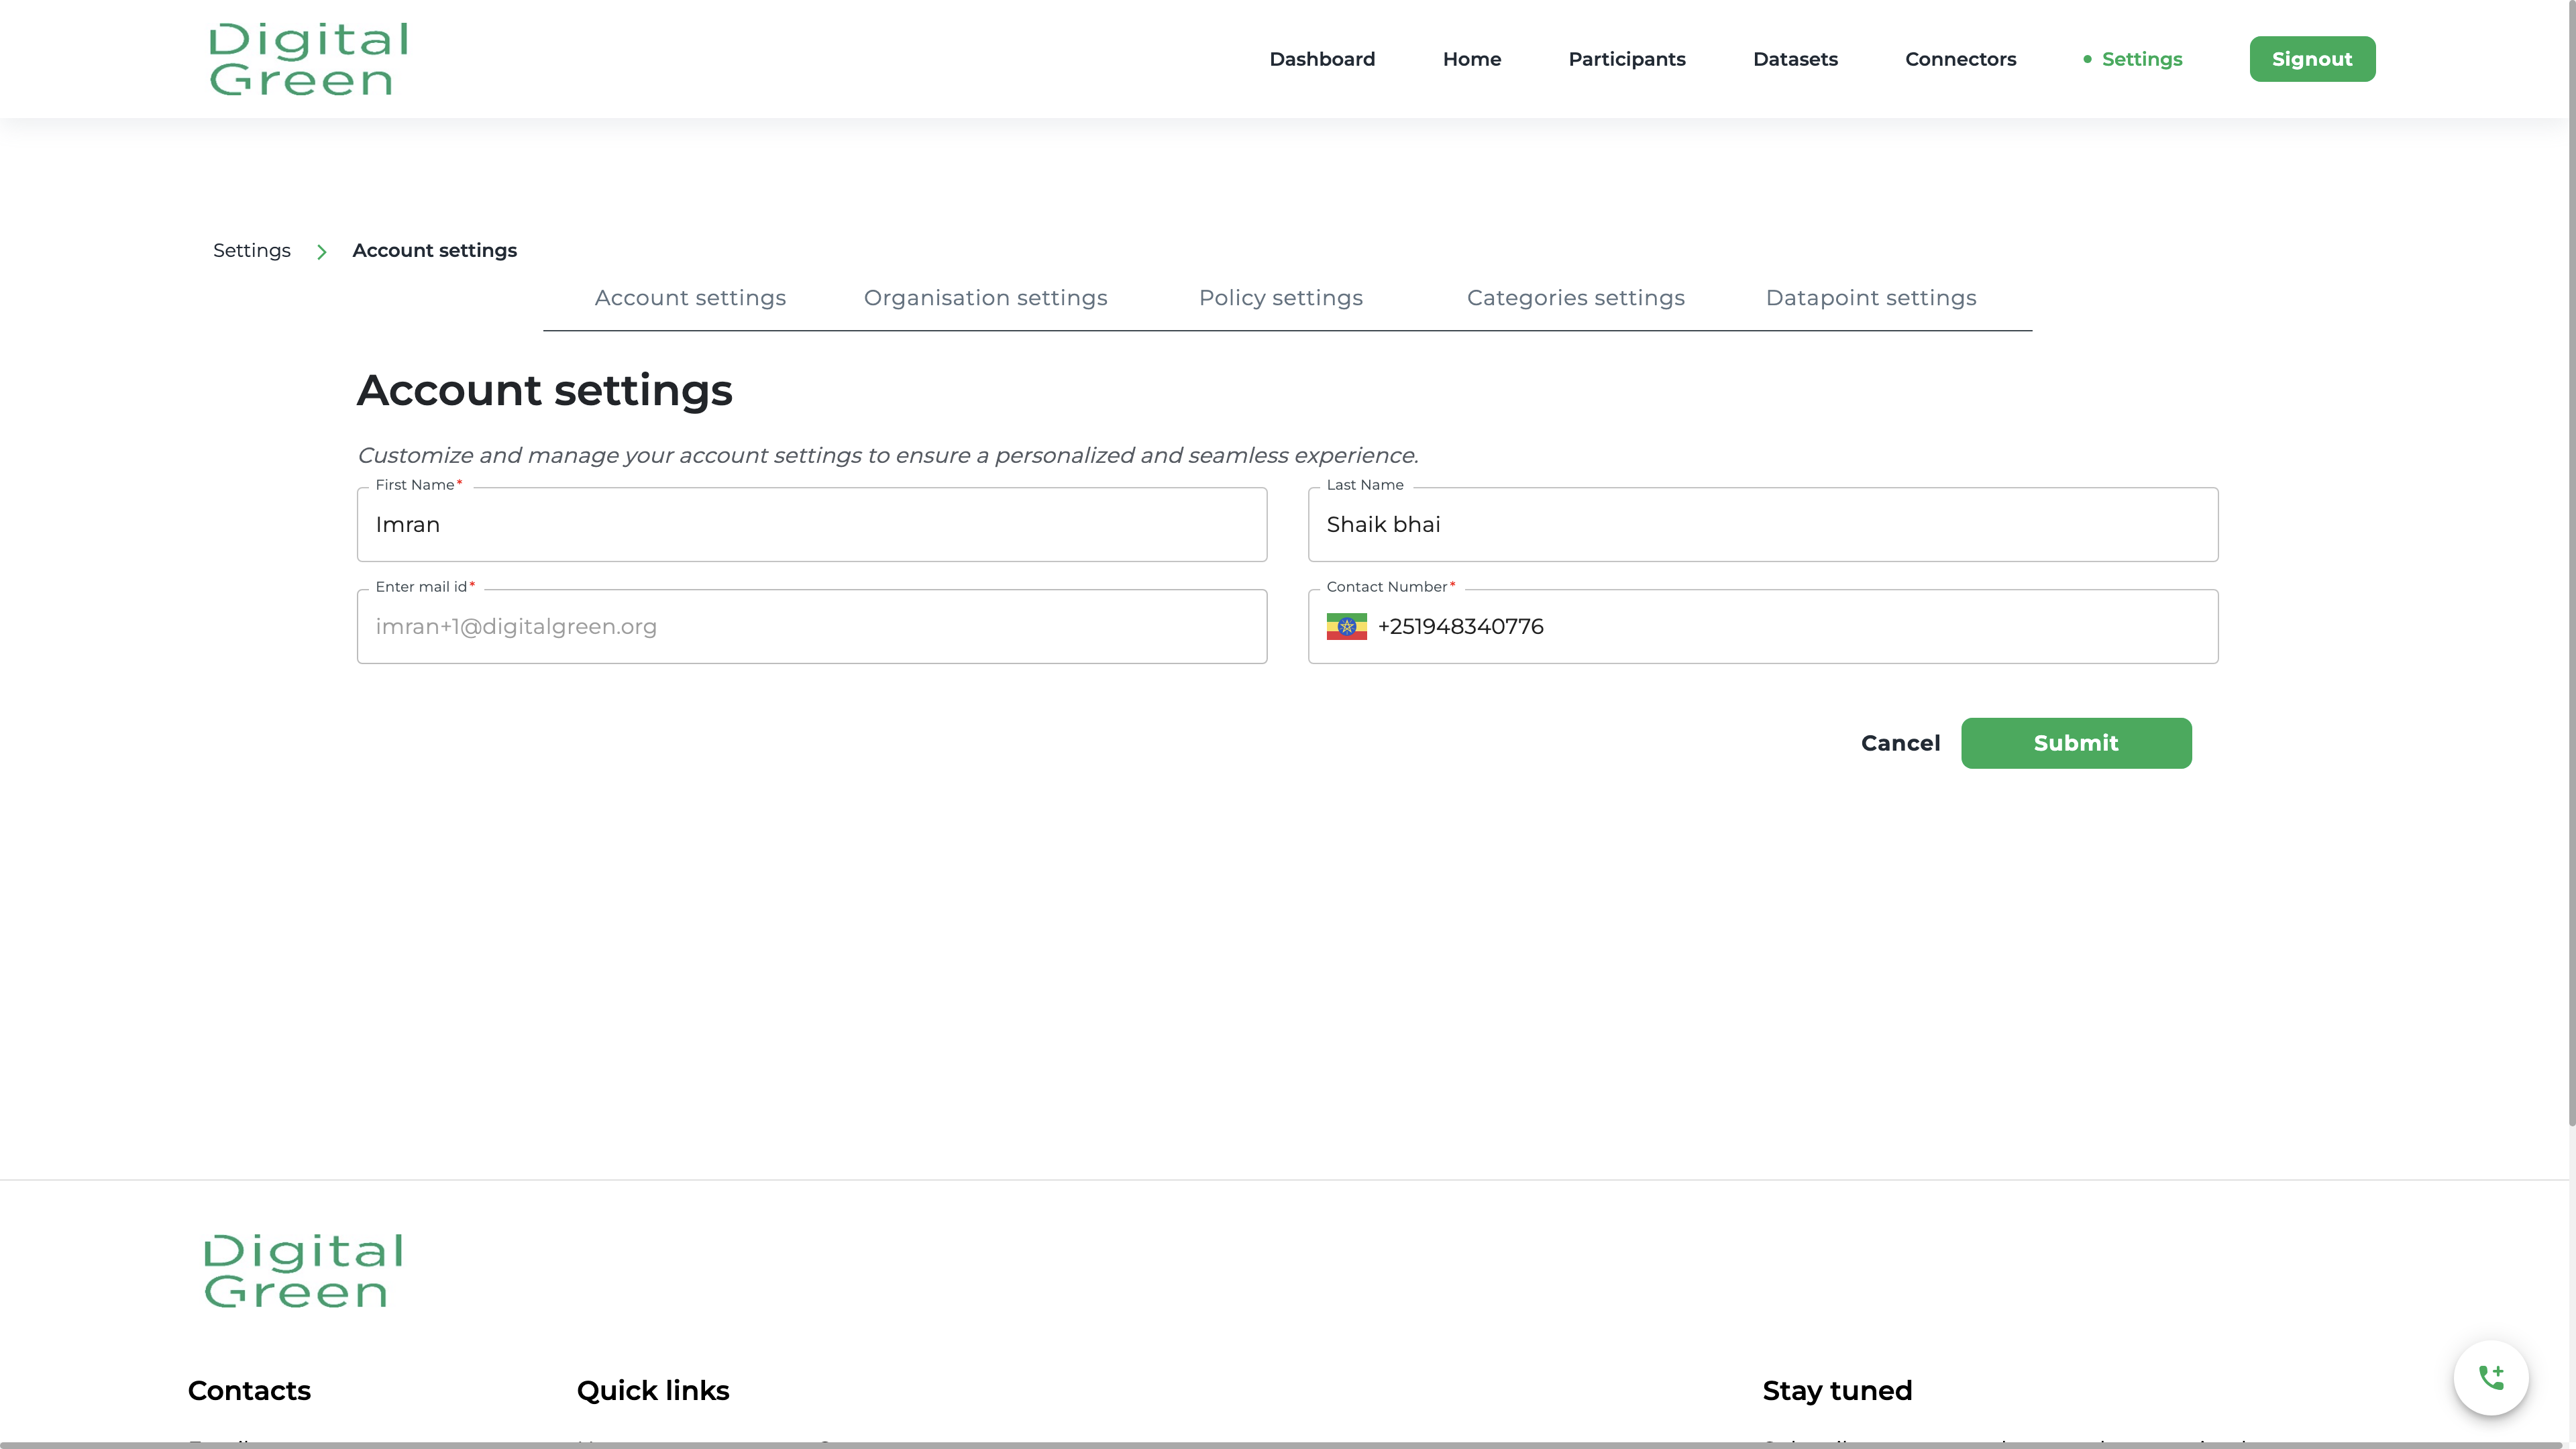 Digital
Green
Dashboard Home Participants Datasets Connectors Settings Signout
Settings Account settings
Account settings Organisation settings Policy settings Categories settings Datapoint settings
Account settings
Customize and manage your account settings to ensure a personalized and seamless experience.
First Name* Last Name
Imran Shaik bhai
Enter mail id* Contact Number*
imran+1@digitalgreen.org +251948340776
Cancel Submit
Digital
Green
Contacts Quick links Stay tuned